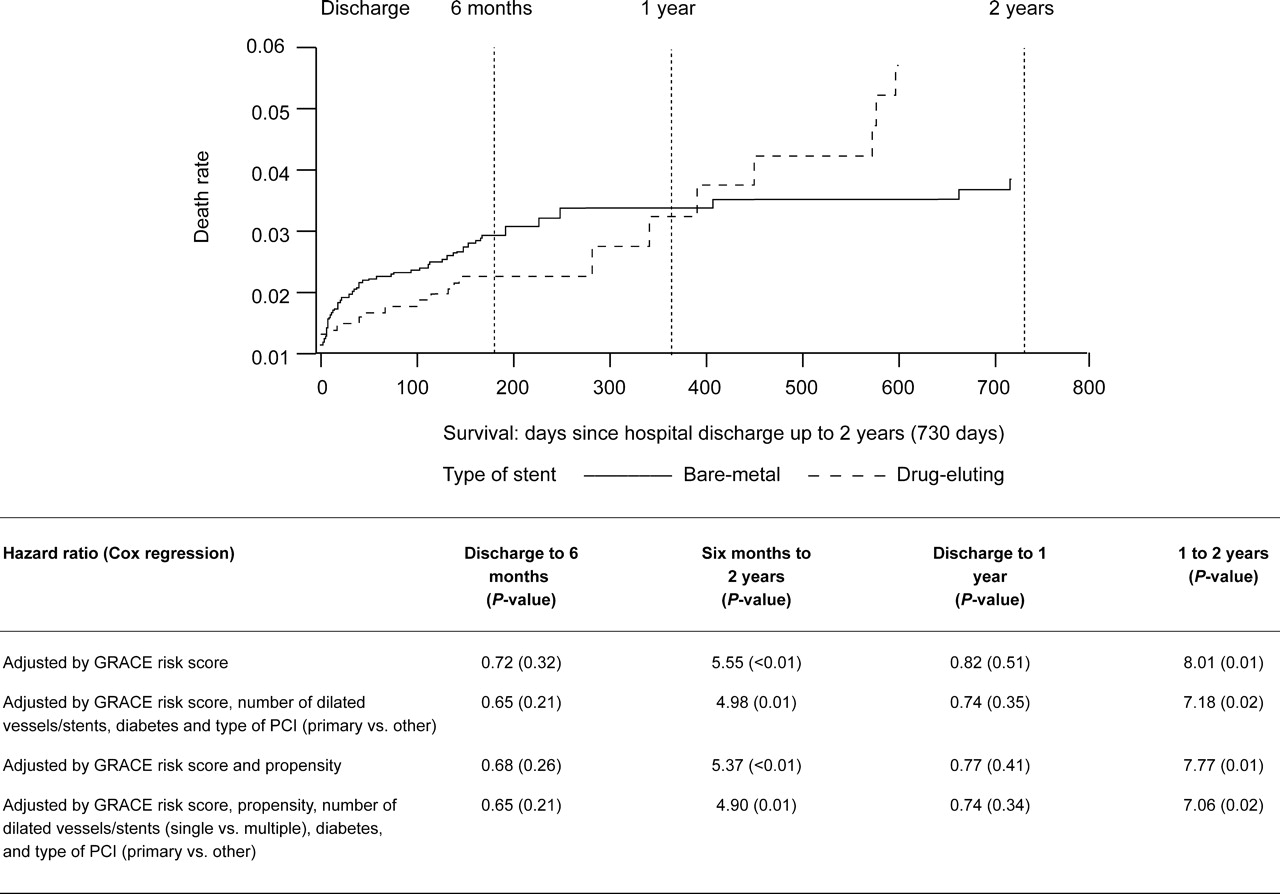 Discharge 6 months 1 year 2 years
0.06
0.05
0.04
0.03
0.02
0.01
Death rate
0 100 200 300 400 500 600 700 800
Survival: days since hospital discharge up to 2 years (730 days)
Type of stent Bare-metal Drug-eluting
Hazard ratio (Cox regression) Discharge to 6 Six months to Discharge to 1 1 to 2 years
months 2 years year (P-value)
(P-value) (P-value) (P-value)
Adjusted by GRACE risk score 0.72 (0.32) 5.55 (<0.01) 0.82 (0.51) 8.01 (0.01)
Adjusted by GRACE risk score, number of dilated 0.65 (0.21) 4.98 (0.01) 0.74 (0.35) 7.18 (0.02)
vessels/stents, diabetes and type of PCI (primary vs. other)
Adjusted by GRACE risk score and propensity 0.68 (0.26) 5.37 (<0.01) 0.77 (0.41) 7.77 (0.01)
Adjusted by GRACE risk score, propensity, number of 0.65 (0.21) 4.90 (0.01) 0.74 (0.34) 7.06 (0.02)
dilated vessels/stents (single vs. multiple), diabetes,
and type of PCI (primary vs. other)